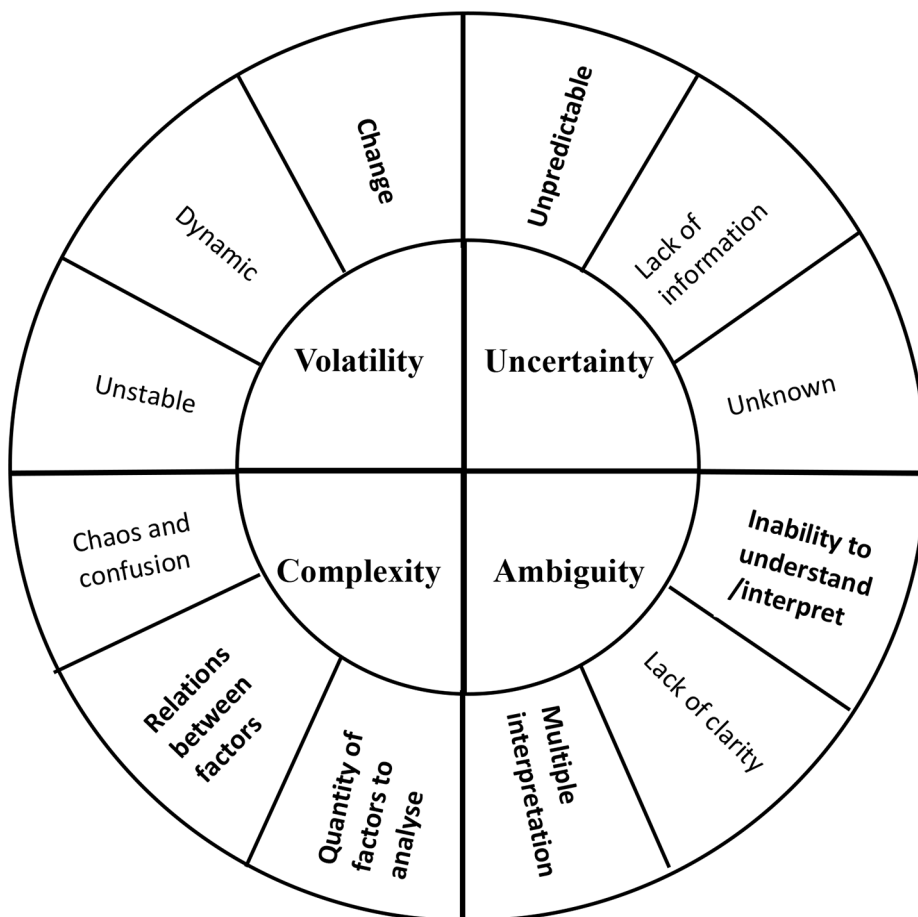 Change
Unpredictable
Dynamic
Lack of
information
Unstable
Unknown
Volatility
Uncertainty
Chaos and
confusion
Complexity
Ambiguity
Inability to
understand
/interpret
Relations
between
factors
Lack of clarity
Quantity of
factors to
analyse
Multiple
interpretation